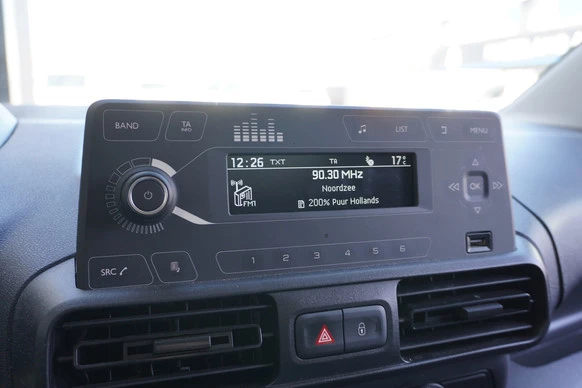 BAND
TA
INFO
LIST
MENU
12:26 TXT TA 17
90.30 MHz
Noordzee
FM1
200% Puur Hollands
OK
1 2 3 4 5 6
SRC